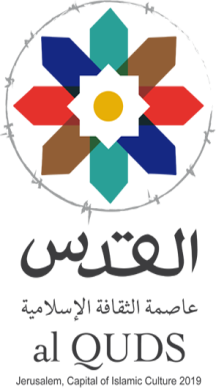 القدس
عاصمة الثقافة الإسلامية
al QUDS
Jerusalem, Capital of Islamic Culture 2019